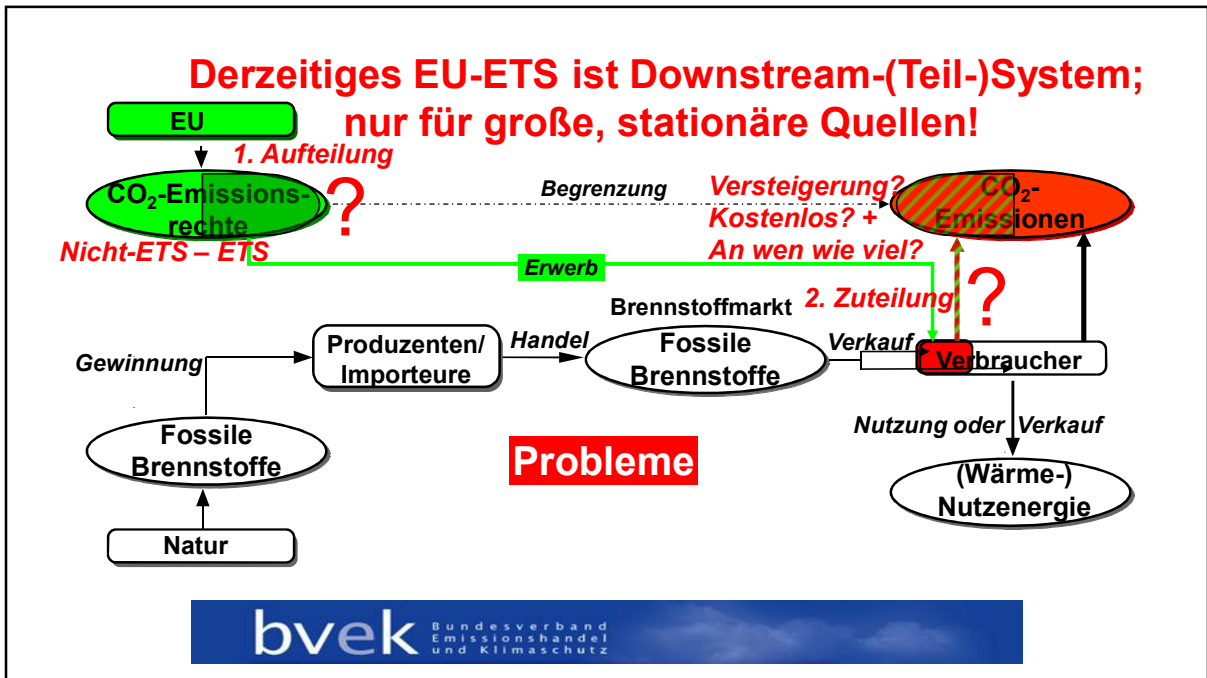 Derzeitiges EU-ETS ist Downstream-(Teil-)System;
nur für große, stationäre Quellen!
EU
1. Aufteilung
CO₂-Emissions-
rechte
?
Nicht-ETS – ETS
Begrenzung
Versteigerung?
Kostenlos? +
An wen wie viel?
CO₂-
Emissionen
Erwerb
2. Zuteilung
?
Brennstoffmarkt
Gewinnung
Produzenten/
Importeure
Handel
Fossile
Brennstoffe
Verkauf
Verbraucher
Fossile
Brennstoffe
Probleme
Nutzung oder Verkauf
(Wärme-)
Nutzenergie
Natur
bvek
Bundesverband
Emissionshandel
und Klimaschutz